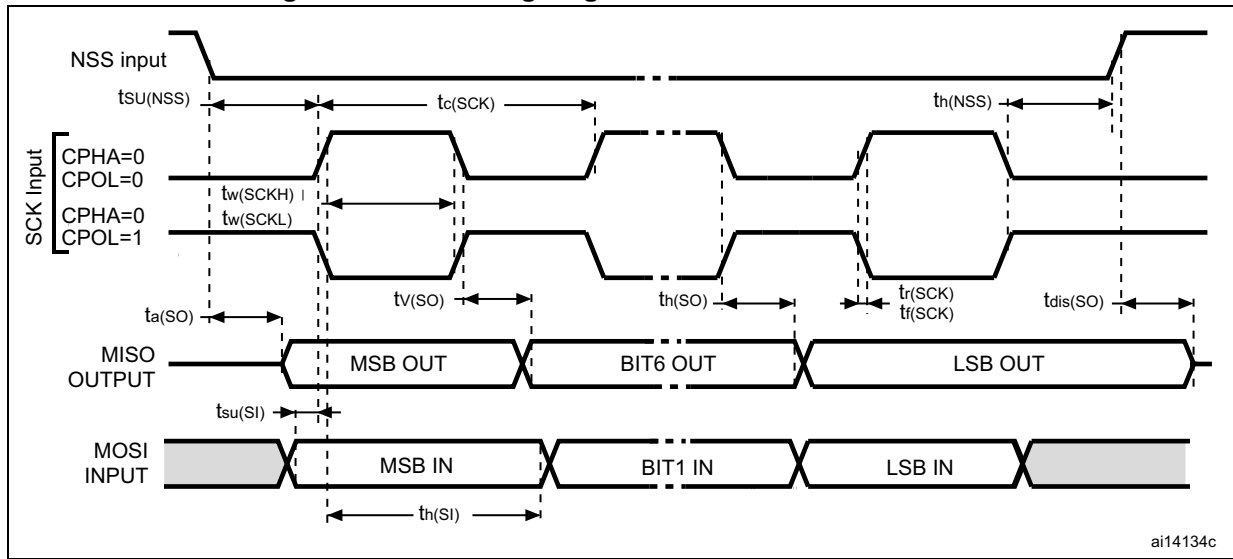 NSS input
tSU(NSS)
tc(SCK)
th(NSS)
SCK Input
CPHA=0
CPOL=0
tw(SCKH)
tw(SCKL)
CPHA=0
CPOL=1
tV(SO)
th(SO)
tr(SCK)
tf(SCK)
tdis(SO)
ta(SO)
MISO
OUTPUT
MSB OUT
BIT6 OUT
LSB OUT
tsu(SI)
MOSI
INPUT
MSB IN
BIT1 IN
LSB IN
th(SI)
ai14134c